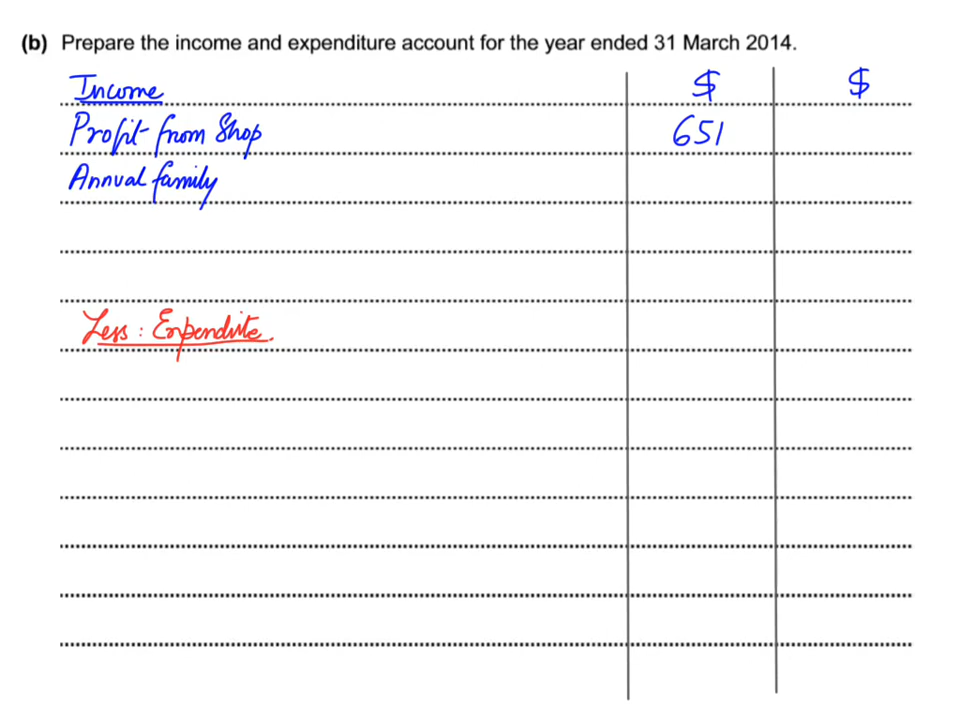 (b) Prepare the income and expenditure account for the year ended 31 March 2014.
Income $ $
Profit from Shop 651
Annual family
Less : Expendite.